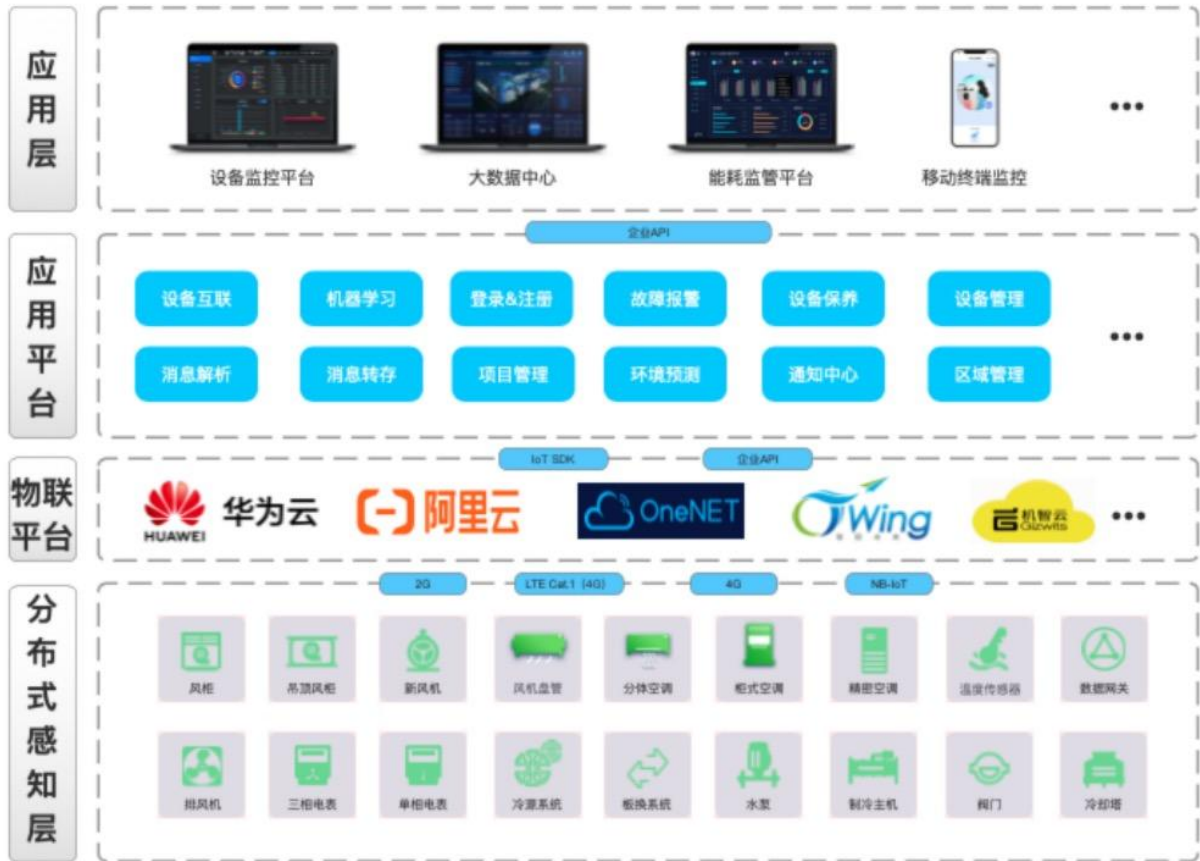 应用层
设备监控平台
大数据中心
能耗监管平台
移动终端监控
•••
应用平台
企业API
设备互联
机器学习
登录&注册
故障报警
设备保养
设备管理
•••
消息解析
消息转存
项目管理
环境预测
通知中心
区域管理
物联平台
IoT SDK
企业API
HUAWEI
华为云
阿里云
OneNET
Wing
机智云
Gizwits
•••
分布式感知层
2G
LTE Cat.1 (4G)
4G
NB-IoT
风柜
吊顶风柜
新风机
风机盘管
分体空调
柜式空调
精密空调
温度传感器
数据网关
排风机
三相电表
单相电表
冷源系统
板换系统
水泵
制冷主机
阀门
冷却塔